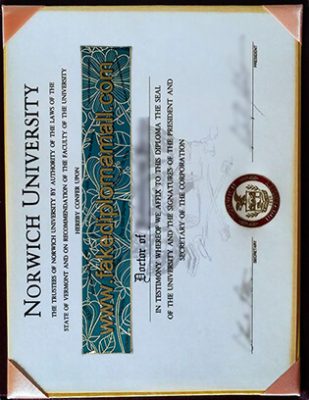 NORWICH UNIVERSITY
THE TRUSTEES OF NORWICH UNIVERSITY BY AUTHORITY OF THE LAWS OF THE
STATE OF VERMONT AND ON RECOMMENDATION OF THE FACULTY OF THE UNIVERSITY
HEREBY CONFER UPON
www.fakediplomamall.com
Doctor of
IN TESTIMONY WHEREOF WE AFFIX TO THIS DIPLOMA THE SEAL
OF THE UNIVERSITY AND THE SIGNATURES OF THE PRESIDENT AND
SECRETARY OF THE CORPORATION
SECRETARY
PRESIDENT